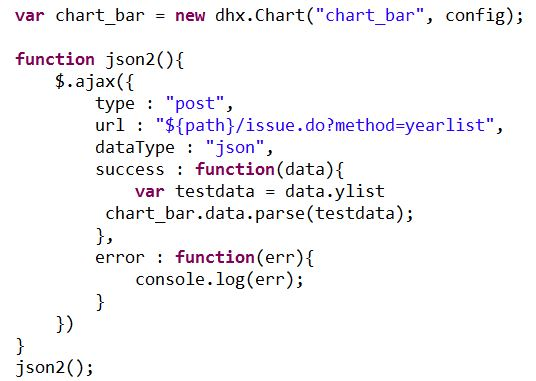 var chart_bar = new dhx.Chart("chart_bar", config);
function json2(){
$.ajax({
type : "post",
url : "${path}/issue.do?method=yearlist",
dataType : "json",
success : function(data){
var testdata = data.ylist
chart_bar.data.parse(testdata);
},
error : function(err){
console.log(err);
}
})
}
json2();